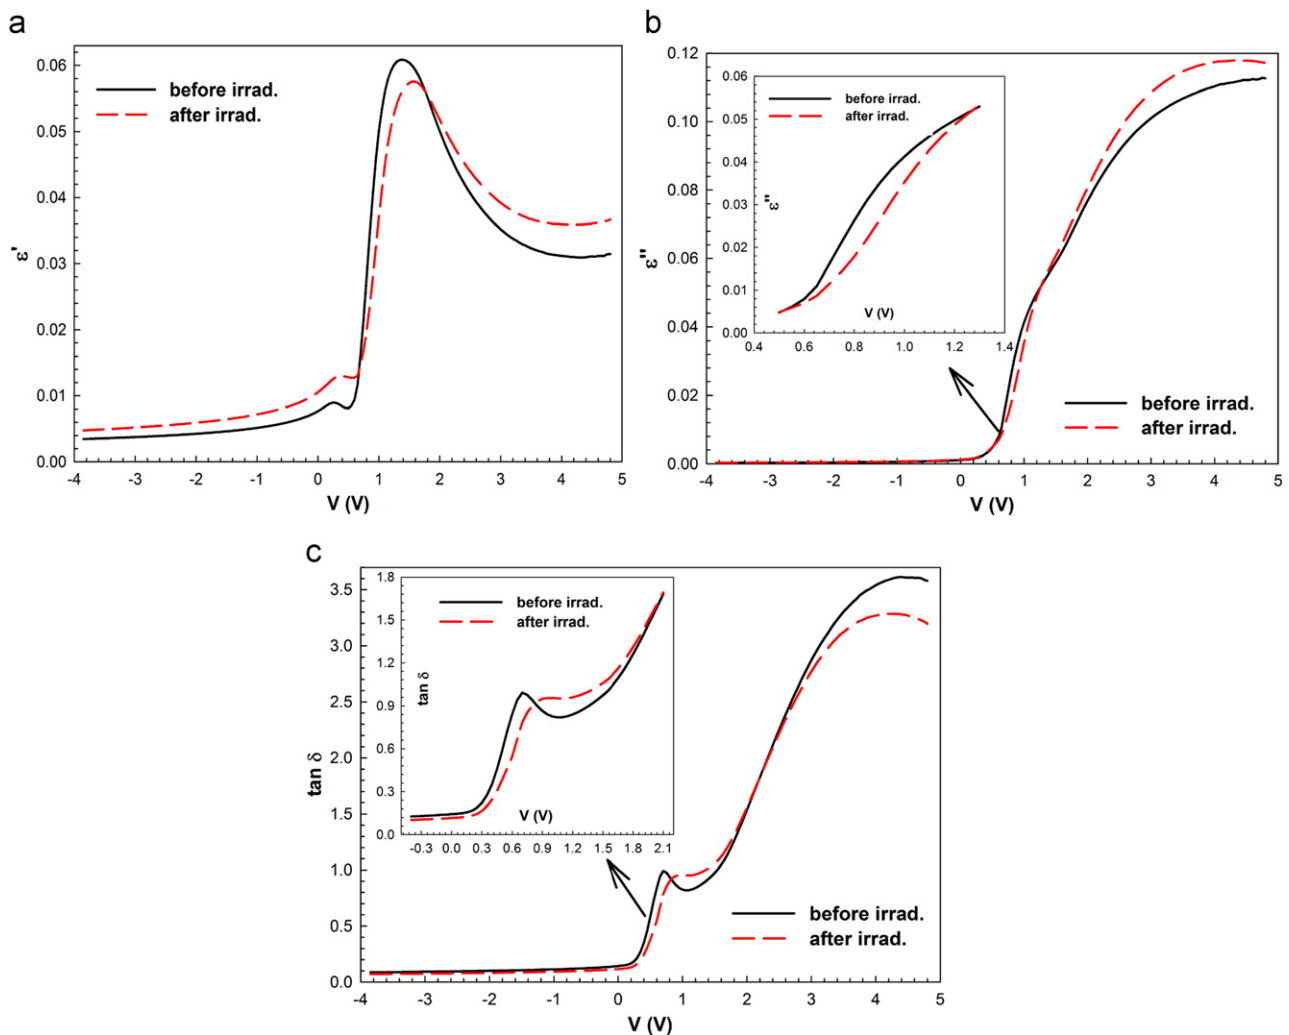 a
0.06
0.05
0.04
0.03
0.02
0.01
0.00
ε'
before irrad.
after irrad.
-4 -3 -2 -1 0 1 2 3 4 5
V (V)
b
0.12
0.10
0.08
0.06
0.04
0.02
0.00
ε"
0.06
0.05
0.04
0.03
0.02
0.01
0.00
ε"
before irrad.
after irrad.
V (V)
0.4 0.6 0.8 1.0 1.2 1.4
before irrad.
after irrad.
-4 -3 -2 -1 0 1 2 3 4 5
V (V)
c
3.5
3.0
2.5
2.0
1.5
1.0
0.5
0.0
tan δ
1.8
1.5
1.2
0.9
0.6
0.3
0.0
tan δ
before irrad.
after irrad.
V (V)
-0.3 0.0 0.3 0.6 0.9 1.2 1.5 1.8 2.1
before irrad.
after irrad.
-4 -3 -2 -1 0 1 2 3 4 5
V (V)